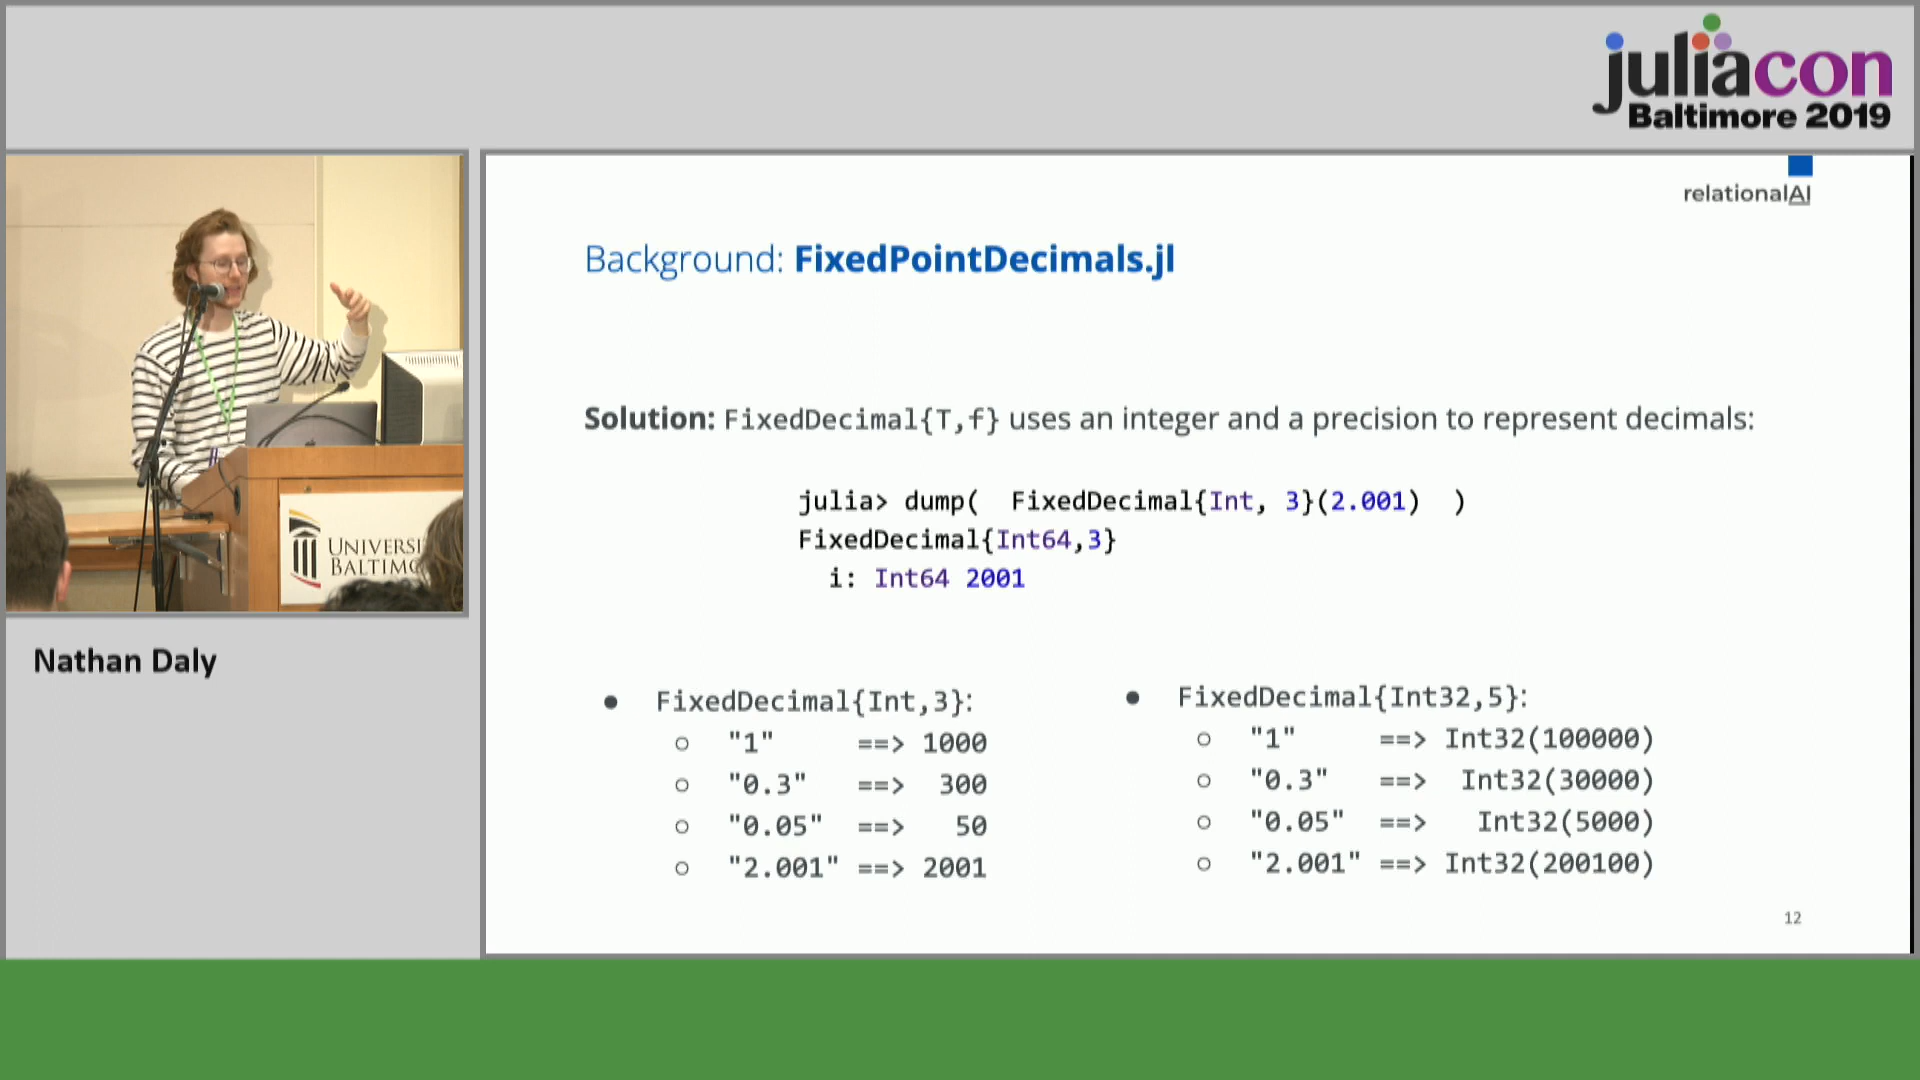 juliacon
Baltimore 2019
relationalAI
Background: FixedPointDecimals.jl
Solution: FixedDecimal{T,f} uses an integer and a precision to represent decimals:
julia> dump(  FixedDecimal{Int, 3}(2.001)  )
FixedDecimal{Int64,3}
i: Int64 2001
UNIVERSI
BALTIMO
Nathan Daly
● FixedDecimal{Int,3}:
○ "1" ==> 1000
○ "0.3" ==> 300
○ "0.05" ==> 50
○ "2.001" ==> 2001
● FixedDecimal{Int32,5}:
○ "1" ==> Int32(100000)
○ "0.3" ==> Int32(30000)
○ "0.05" ==> Int32(5000)
○ "2.001" ==> Int32(200100)
12